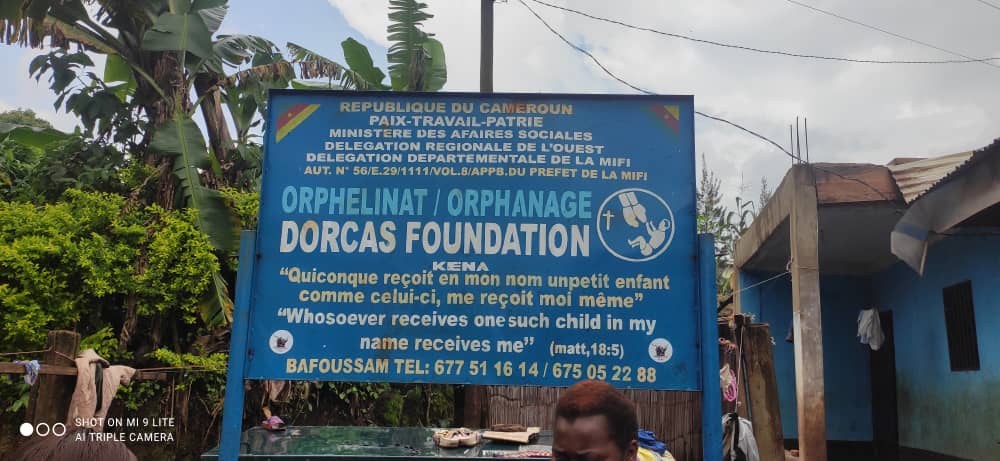 REPUBLIQUE DU CAMEROUN
PAIX-TRAVAIL-PATRIE
MINISTERE DES AFAIRES SOCIALES
DELEGATION REGIONALE DE L'OUEST
DELEGATION DEPARTEMENTALE DE LA MIFI
AUT. N° 56/E.29/1111/VOL.8/APPB.DU PREFET DE LA MIFI
ORPHELINAT / ORPHANAGE
DORCAS FOUNDATION
KENA
“Quiconque reçoit en mon nom unpetit enfant
comme celui-ci, me reçoit moi même”
“Whosoever receives one such child in my
name receives me” (matt,18:5)
BAFOUSSAM TEL: 677 51 16 14 / 675 05 22 88
SHOT ON MI 9 LITE
AI TRIPLE CAMERA